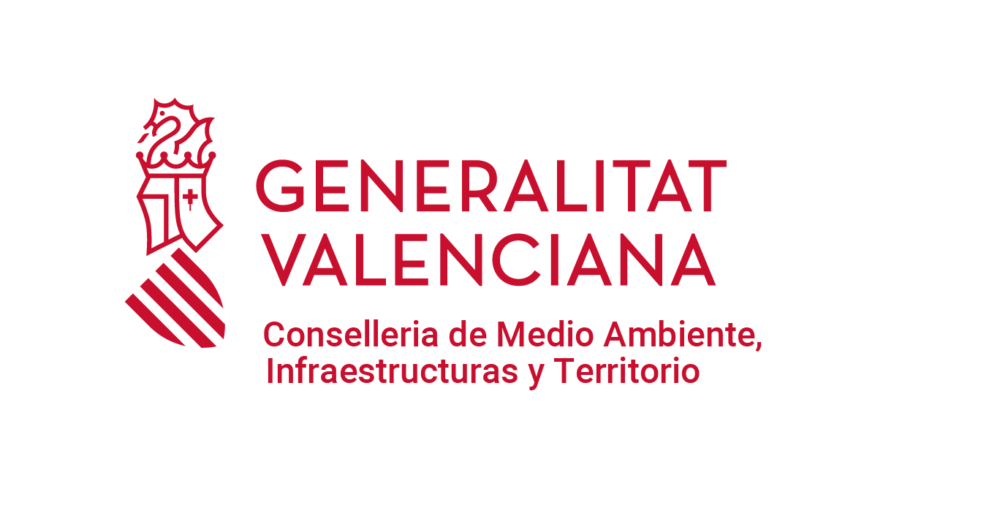 GENERALITAT
VALENCIANA
Conselleria de Medio Ambiente,
Infraestructuras y Territorio